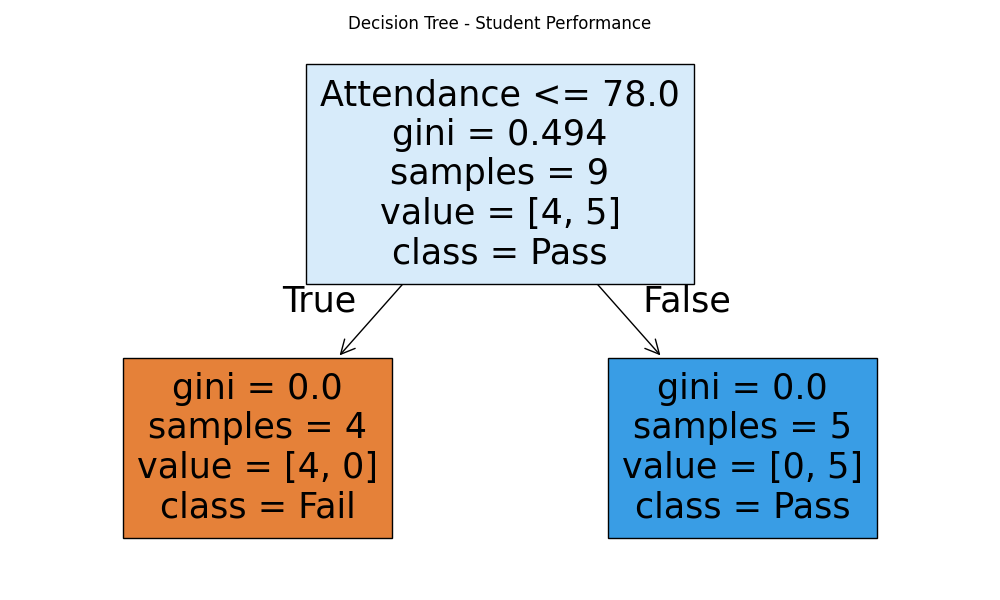 Decision Tree - Student Performance
Attendance <= 78.0
gini = 0.494
samples = 9
value = [4, 5]
class = Pass
True
False
gini = 0.0
samples = 4
value = [4, 0]
class = Fail
gini = 0.0
samples = 5
value = [0, 5]
class = Pass